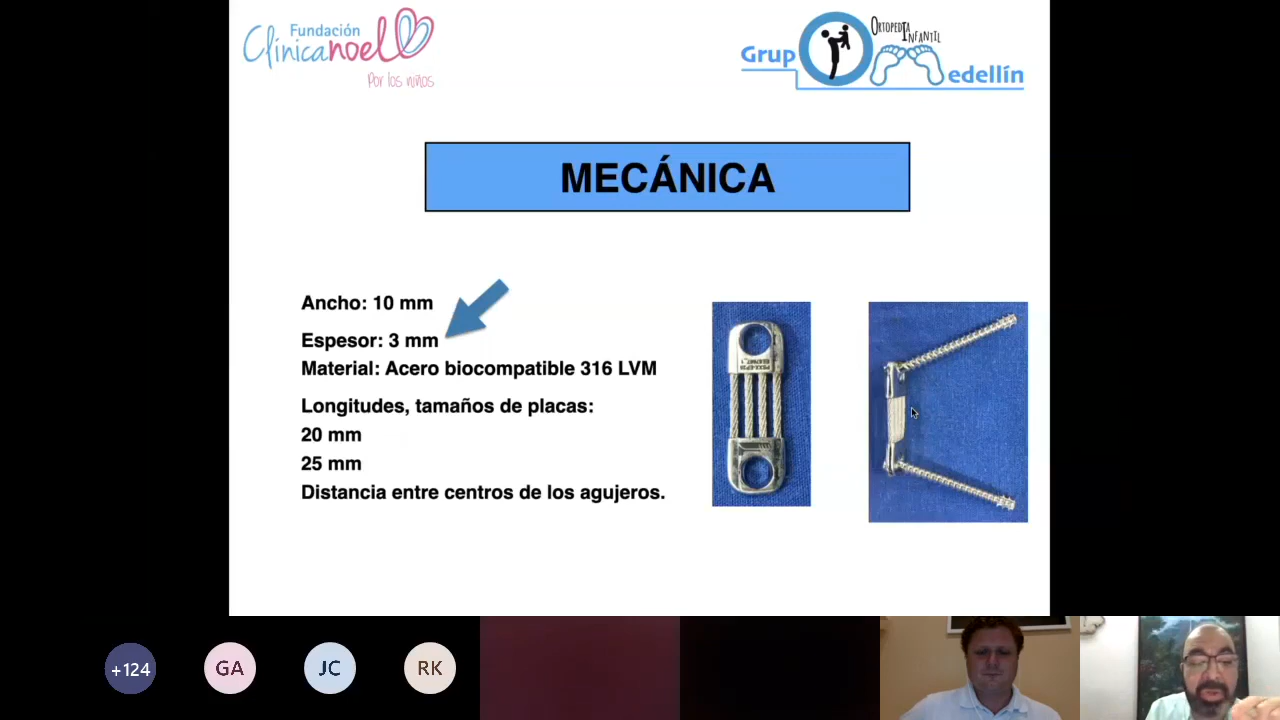 Fundación
Clínicanoel
Por los niños
ORTOPEDIA
INFANTIL
Grup
edellín
MECÁNICA
Ancho: 10 mm
Espesor: 3 mm
Material: Acero biocompatible 316 LVM
Longitudes, tamaños de placas:
20 mm
25 mm
Distancia entre centros de los agujeros.
+124
GA
JC
RK